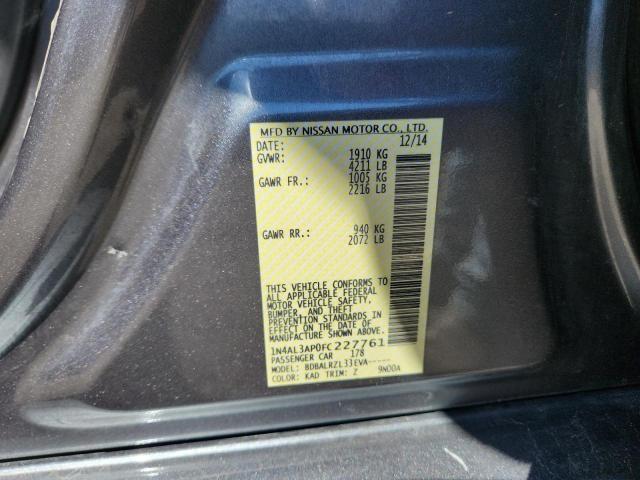 MFD BY NISSAN MOTOR CO., LTD.
DATE: 12/14
GVWR: 1910 KG
4211 LB
GAWR FR.: 1005 KG
2216 LB
GAWR RR.: 940 KG
2072 LB
THIS VEHICLE CONFORMS TO
ALL APPLICABLE FEDERAL
MOTOR VEHICLE SAFETY,
BUMPER, AND THEFT
PREVENTION STANDARDS IN
EFFECT ON THE DATE OF
MANUFACTURE SHOWN ABOVE.
1N4AL3AP0FC227761
PASSENGER CAR 178
MODEL: BDBALRZL33EVA-----
COLOR: KAD TRIM: Z 9N00A